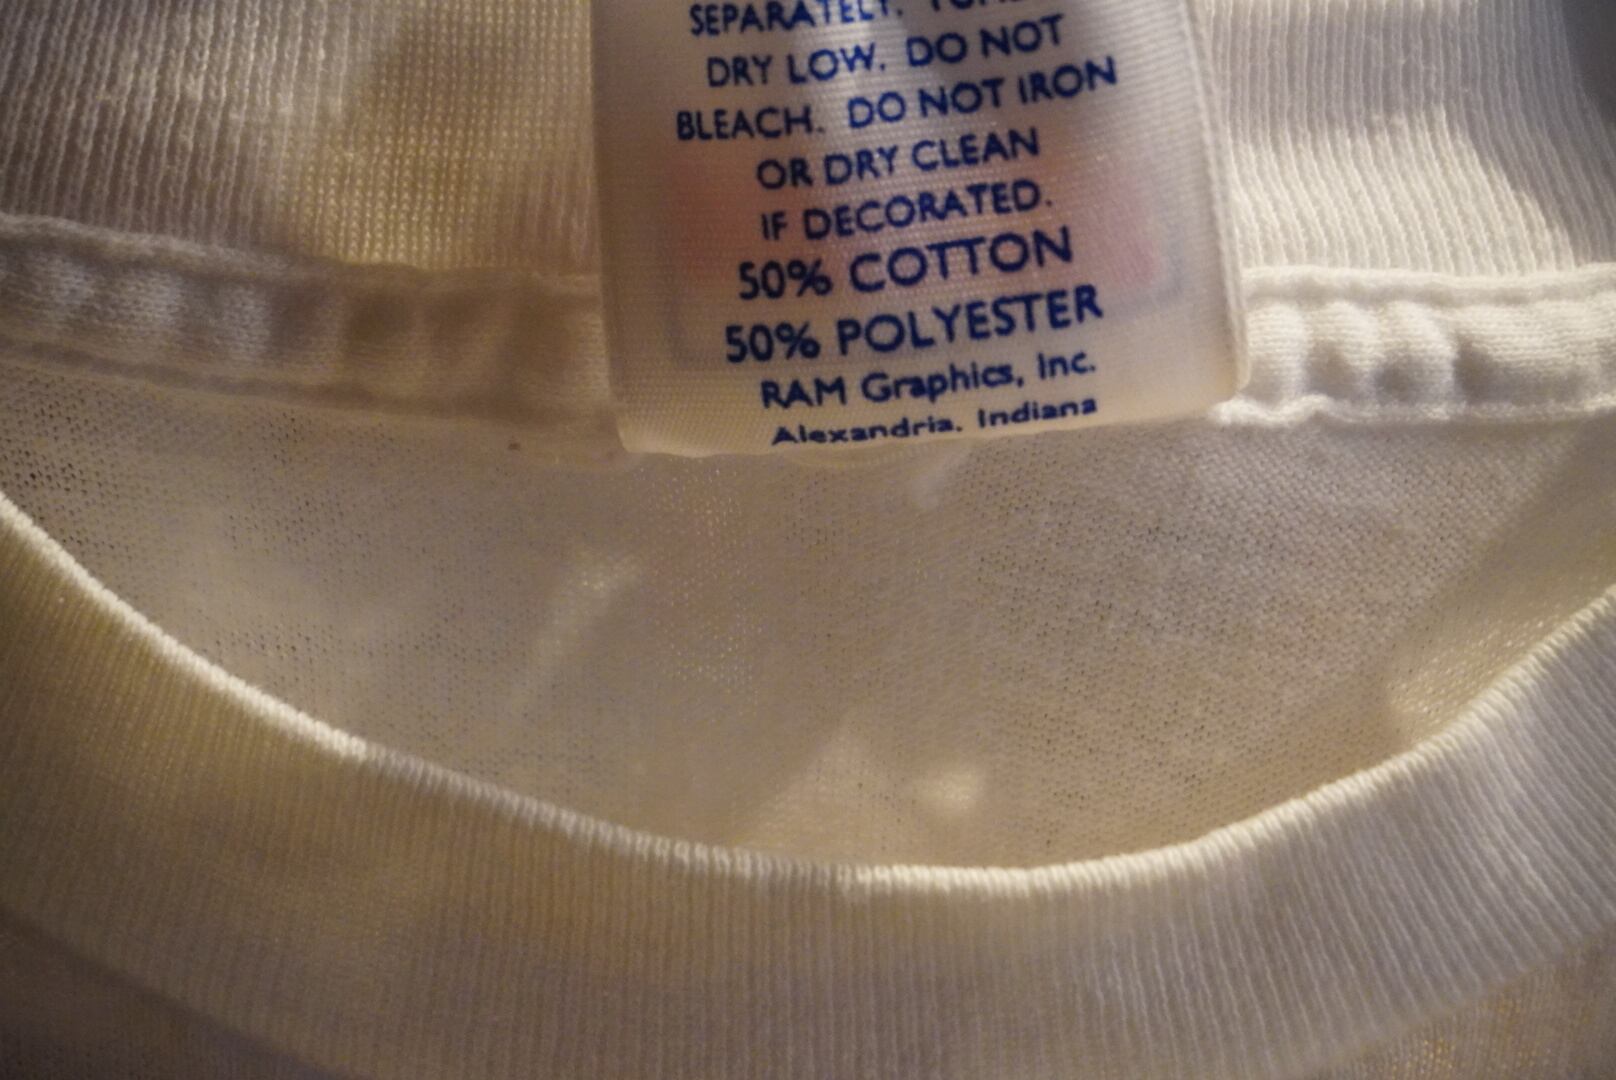 SEPARATELY.
DRY LOW. DO NOT
BLEACH. DO NOT IRON
OR DRY CLEAN
IF DECORATED.
50% COTTON
50% POLYESTER
RAM Graphics, Inc.
Alexandria. Indiana